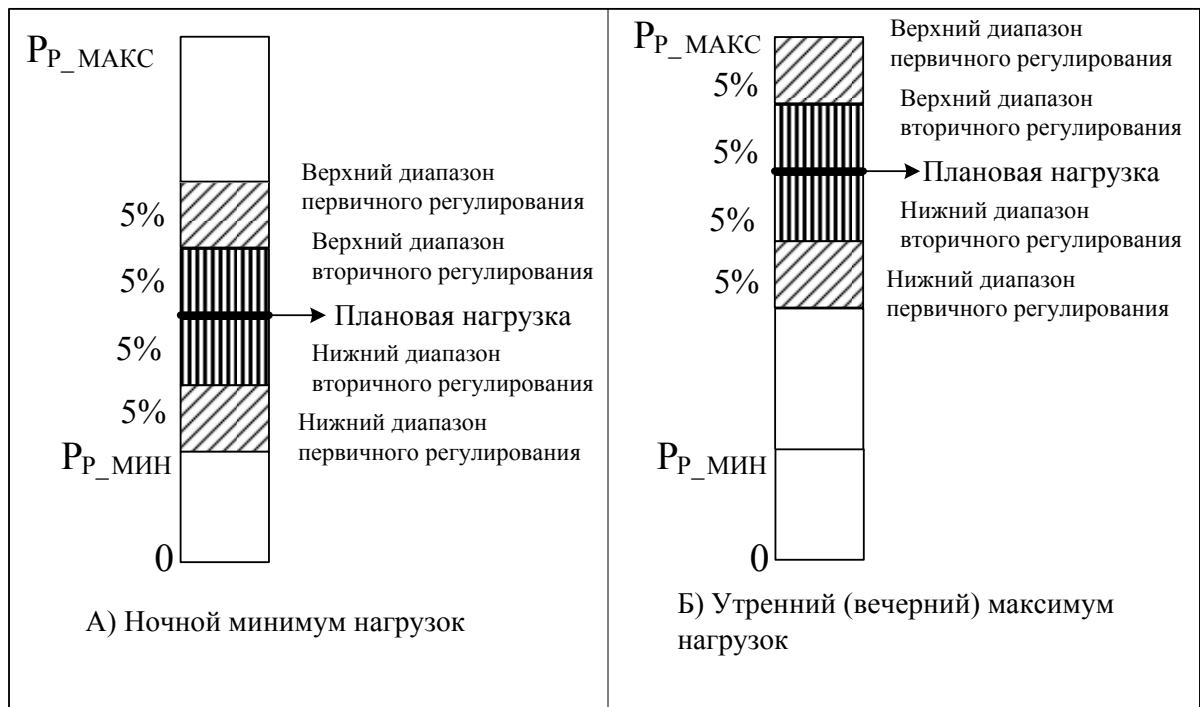 P_Р_МАКС
Верхний диапазон
первичного регулирования
5%
Верхний диапазон
вторичного регулирования
5%
Плановая нагрузка
5%
Нижний диапазон
вторичного регулирования
5%
Нижний диапазон
первичного регулирования
P_Р_МИН
0
А) Ночной минимум нагрузок
P_Р_МАКС
Верхний диапазон
первичного регулирования
5%
Верхний диапазон
вторичного регулирования
5%
Плановая нагрузка
5%
Нижний диапазон
вторичного регулирования
5%
Нижний диапазон
первичного регулирования
P_Р_МИН
0
Б) Утренний (вечерний) максимум
нагрузок